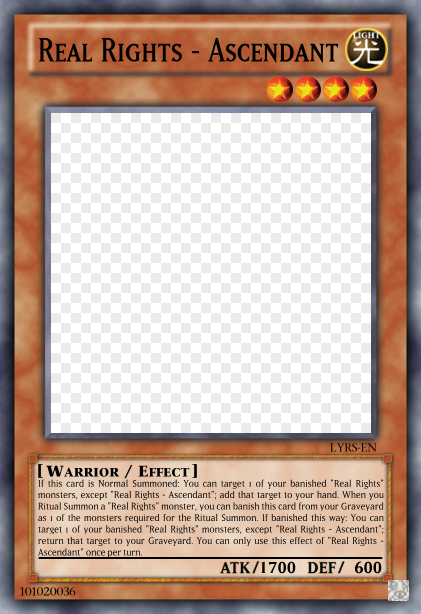 Real Rights - Ascendant
LIGHT
光
LYRS-EN
[ Warrior / Effect ]
If this card is Normal Summoned: You can target 1 of your banished "Real Rights"
monsters, except "Real Rights - Ascendant"; add that target to your hand. When you
Ritual Summon a "Real Rights" monster, you can banish this card from your Graveyard
as 1 of the monsters required for the Ritual Summon. If banished this way: You can
target 1 of your banished "Real Rights" monsters, except "Real Rights - Ascendant";
return that target to your Graveyard. You can only use this effect of "Real Rights -
Ascendant" once per turn.
ATK/1700 DEF/ 600
101020036